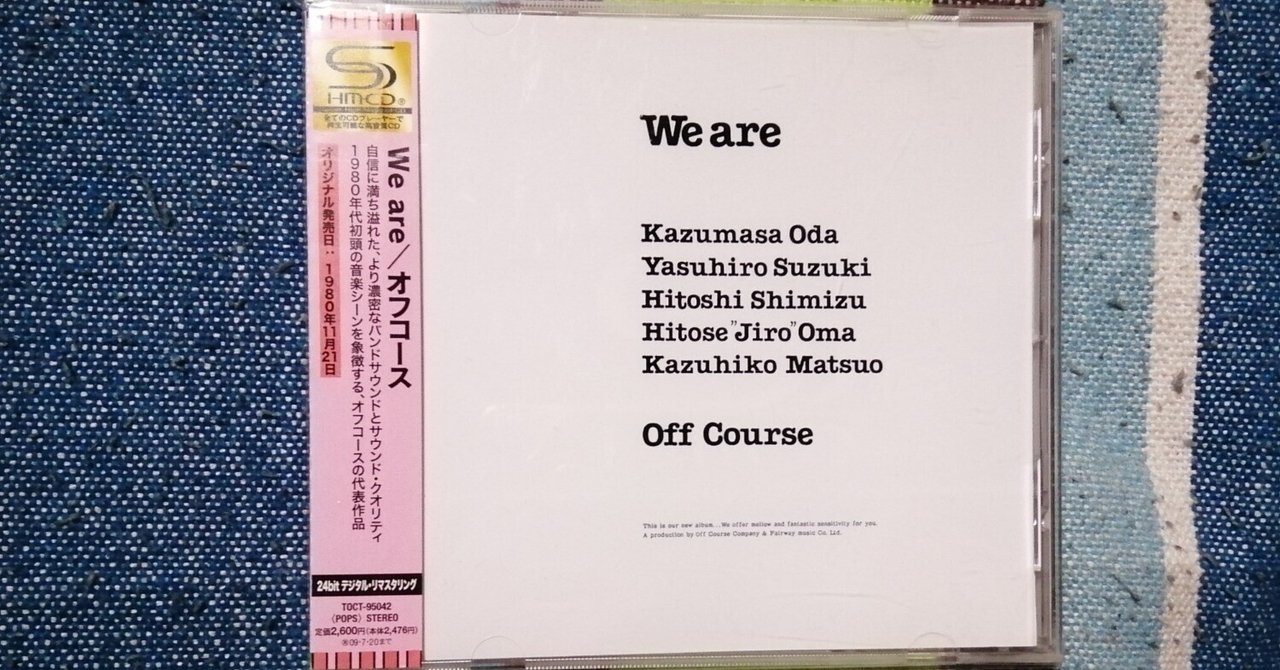 SHM-CD®
全てのCDプレーヤーで
再生可能な高音質CD
We are／オフコース
自信に満ち溢れた、より濃密なバンドサウンドとサウンド・クオリティ
1980年代初頭の音楽シーンを象徴する、オフコースの代表作品
オリジナル発売日：1980年11月21日
24bit デジタル・リマスタリング
TOCT-95042
〈POPS〉 STEREO
定価2,600円(本体2,476円)
09・7・20まで
We are
Kazumasa Oda
Yasuhiro Suzuki
Hitoshi Shimizu
Hitose ”Jiro” Oma
Kazuhiko Matsuo
Off Course
This is our new album...We offer mellow and fantastic sensitivity for you.
A production by Off Course Company & Fairway music Co. Ltd.